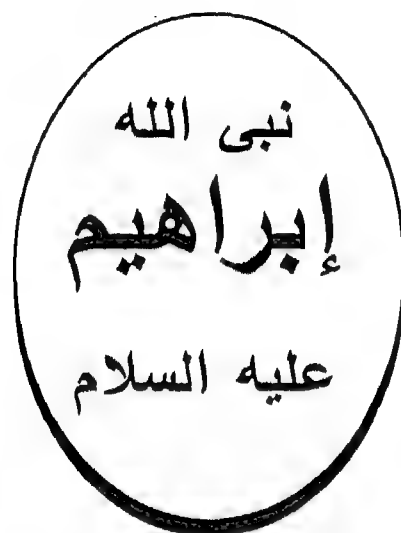 نبى الله
إبراهيم
عليه السلام